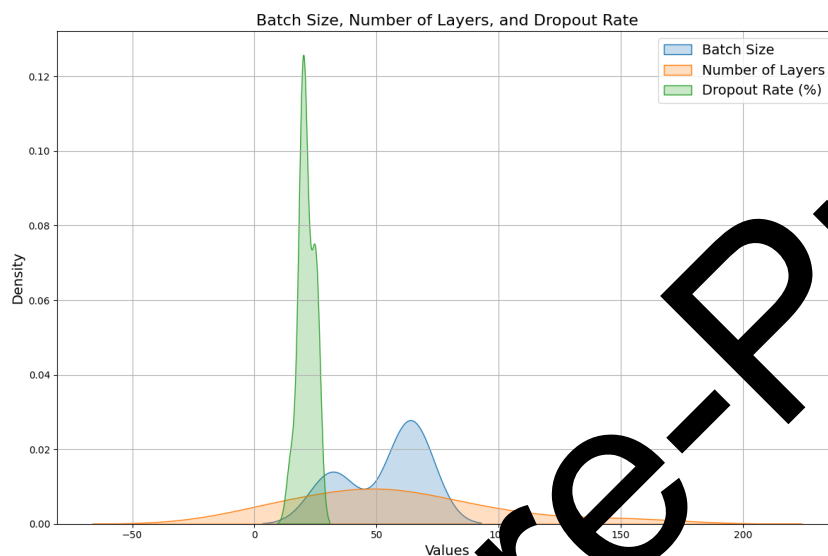 Batch Size, Number of Layers, and Dropout Rate
Batch Size
Number of Layers
Dropout Rate (%)
Density
0.12
0.10
0.08
0.06
0.04
0.02
0.00
−50
0
50
150
200
Values
re-P